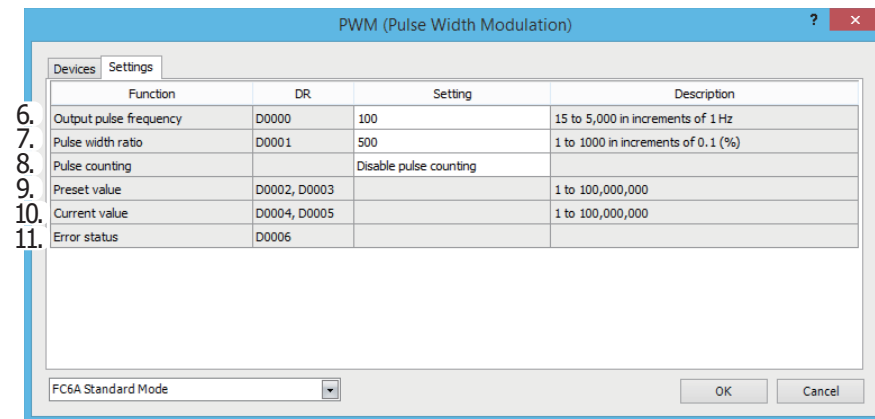 PWM (Pulse Width Modulation) ? ×
Devices Settings
Function DR Setting Description
6. Output pulse frequency D0000 100 15 to 5,000 in increments of 1 Hz
7. Pulse width ratio D0001 500 1 to 1000 in increments of 0.1 (%)
8. Pulse counting Disable pulse counting
9. Preset value D0002, D0003 1 to 100,000,000
10. Current value D0004, D0005 1 to 100,000,000
11. Error status D0006
FC6A Standard Mode OK Cancel